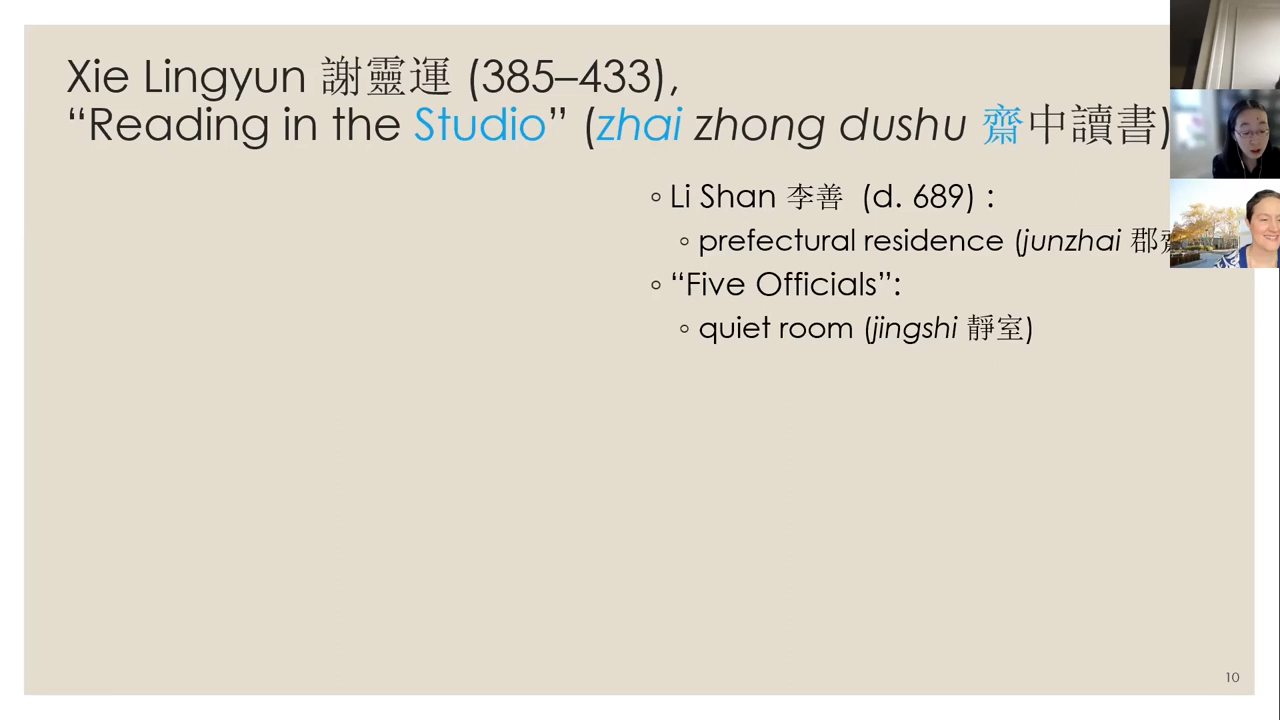 Xie Lingyun 謝靈運 (385–433),
“Reading in the Studio” (zhai zhong dushu 齋中讀書)
◦ Li Shan 李善 (d. 689) :
◦ prefectural residence (junzhai 郡
◦ “Five Officials”:
◦ quiet room (jingshi 靜室)
10